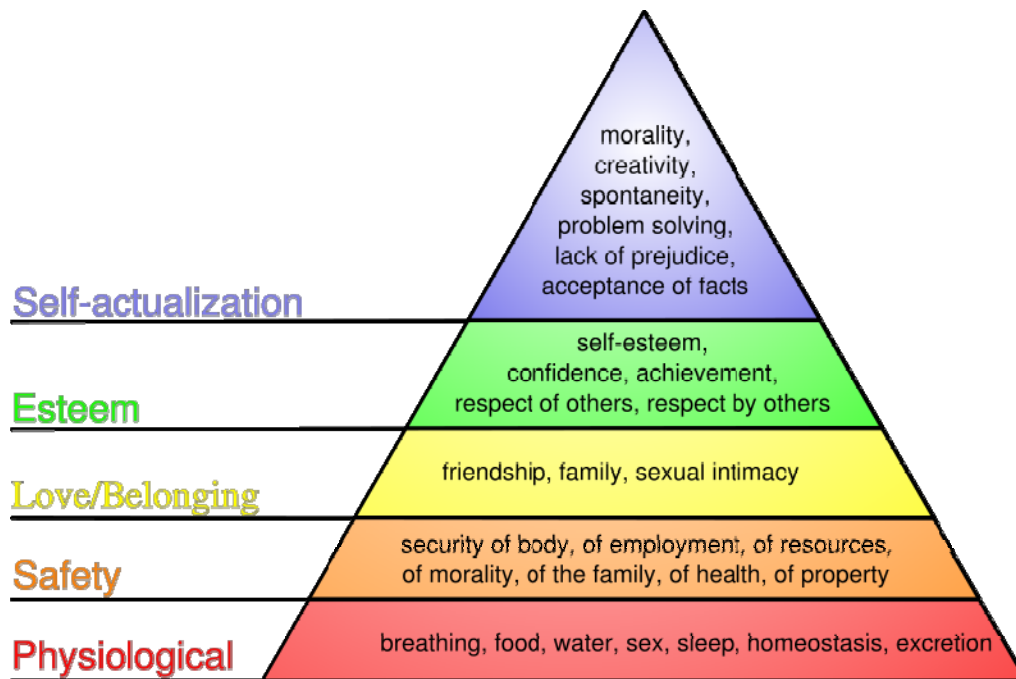 morality,
creativity,
spontaneity,
problem solving,
lack of prejudice,
acceptance of facts
Self-actualization
self-esteem,
confidence, achievement,
respect of others, respect by others
Esteem
friendship, family, sexual intimacy
Love/Belonging
security of body, of employment, of resources,
of morality, of the family, of health, of property
Safety
breathing, food, water, sex, sleep, homeostasis, excretion
Physiological